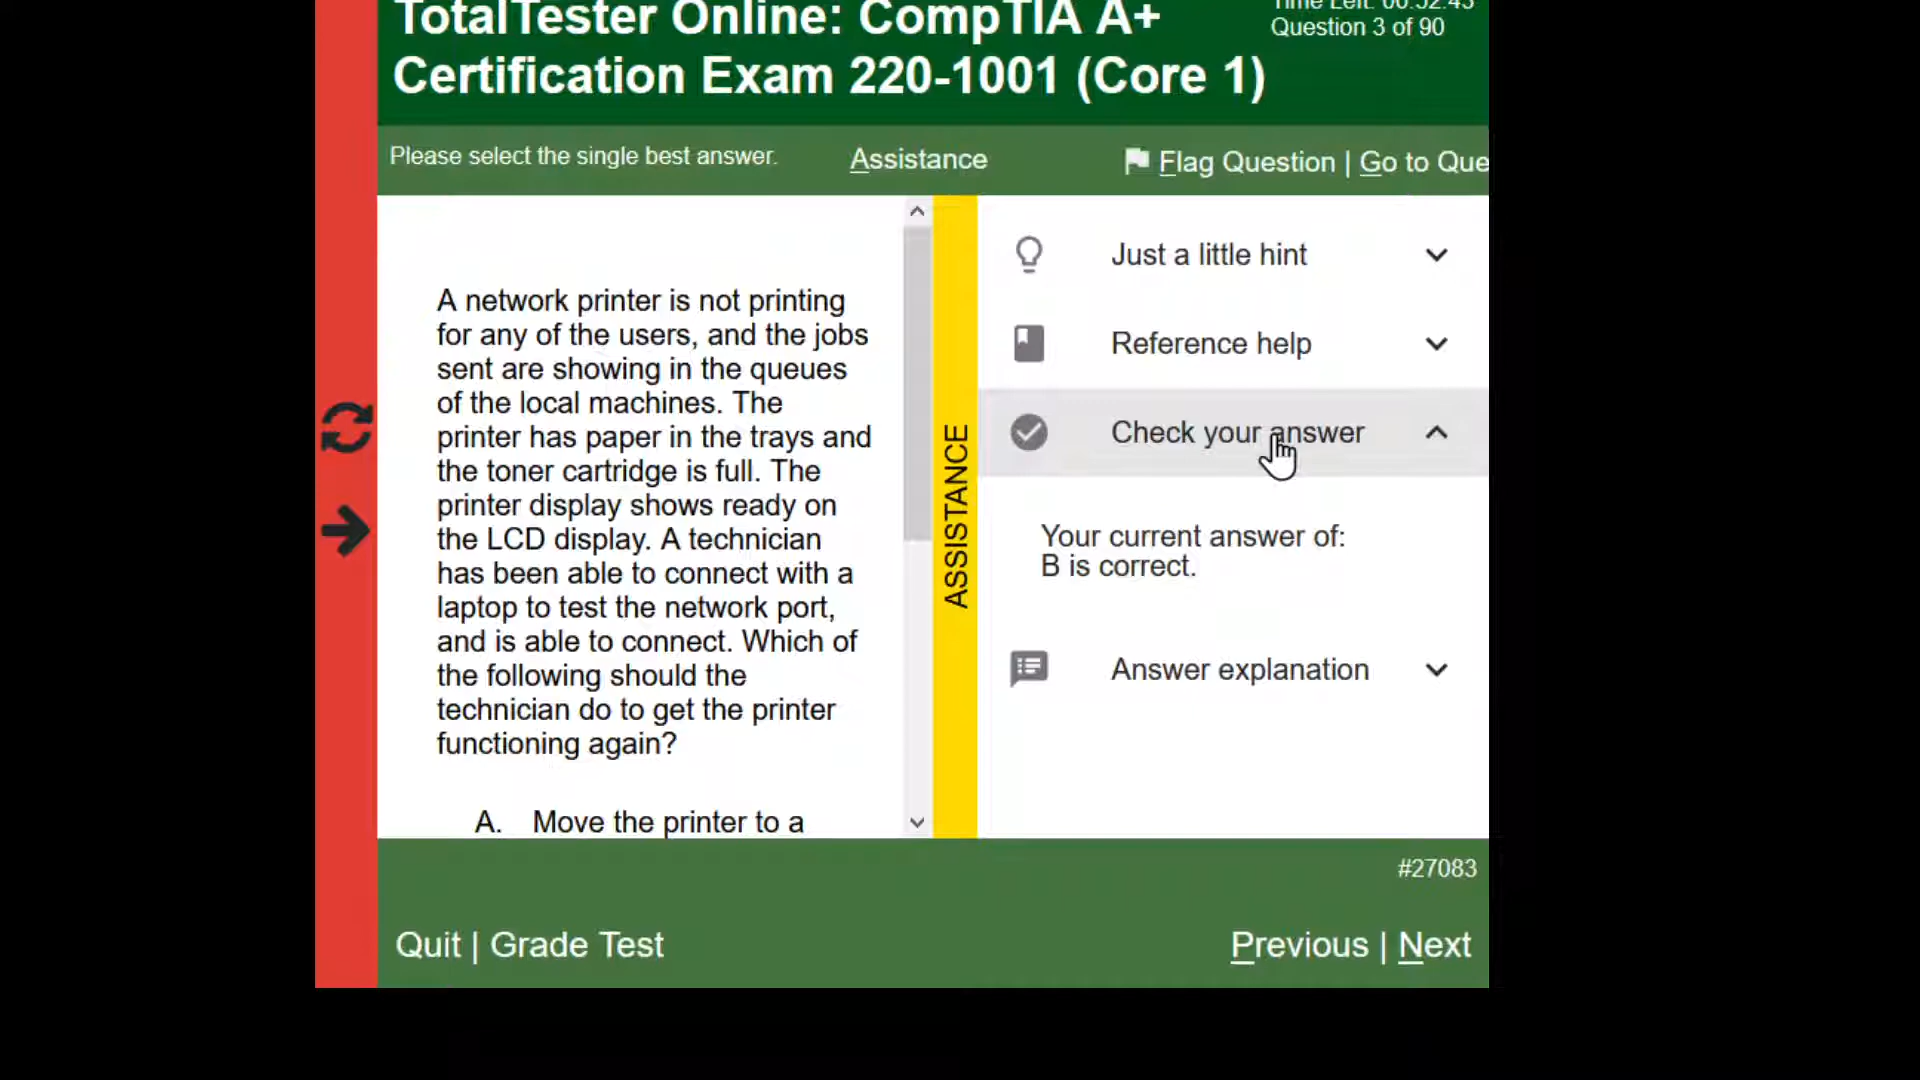 TotalTester Online: CompTIA A+
Certification Exam 220-1001 (Core 1)
Time Left: 00:52:43
Question 3 of 90
Please select the single best answer.
Assistance
Flag Question | Go to Que
A network printer is not printing
for any of the users, and the jobs
sent are showing in the queues
of the local machines. The
printer has paper in the trays and
the toner cartridge is full. The
printer display shows ready on
the LCD display. A technician
has been able to connect with a
laptop to test the network port,
and is able to connect. Which of
the following should the
technician do to get the printer
functioning again?
A. Move the printer to a
ASSISTANCE
Just a little hint
Reference help
Check your answer
Your current answer of:
B is correct.
Answer explanation
#27083
Quit | Grade Test
Previous | Next